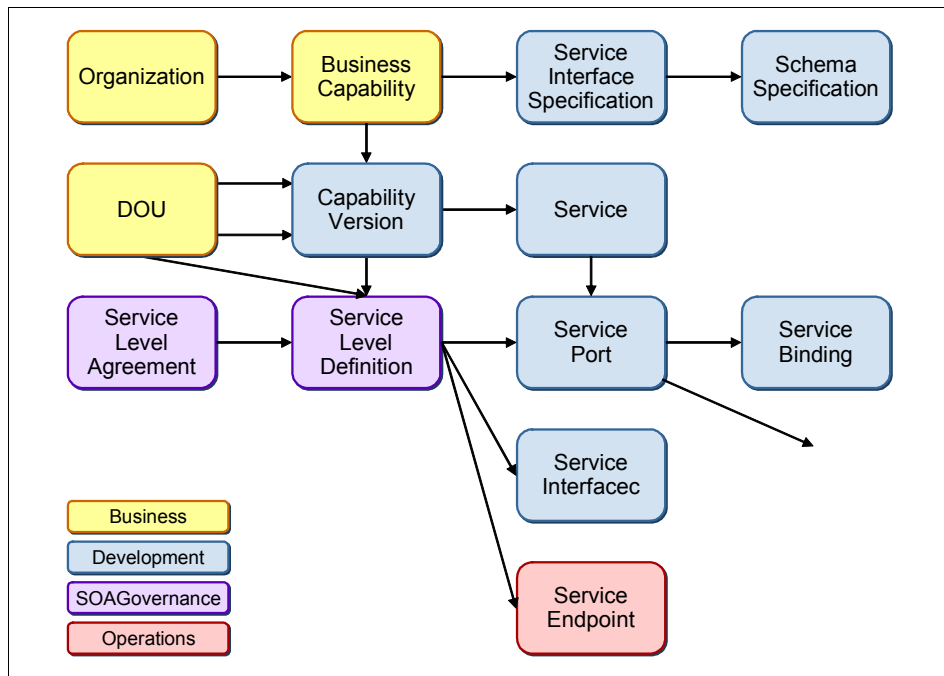 Organization
Business
Capability
Service
Interface
Specification
Schema
Specification
DOU
Capability
Version
Service
Service
Level
Agreement
Service
Level
Definition
Service
Port
Service
Binding
Service
Interfacec
Business
Development
SOAGovernance
Operations
Service
Endpoint